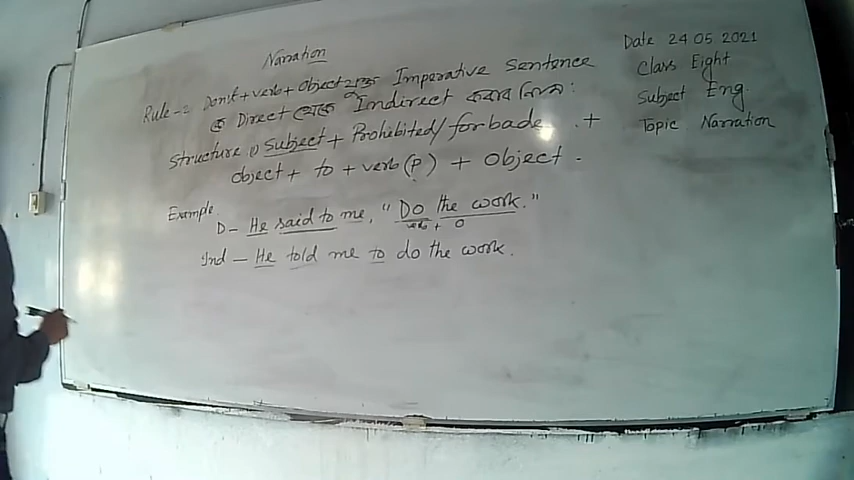 Narration
Date 24 05 2021
Class Eight
Subject Eng
Topic Narration
Rule-2 Don't + verb + Object যুক্ত Imperative Sentence
কে Direct থেকে Indirect করার নিয়ম:
Structure 1) Subject + Prohibited/forbade +
object + to + verb (p) + Object.
Example
D - He said to me, "Do the work."
verb + O
Ind - He told me to do the work.